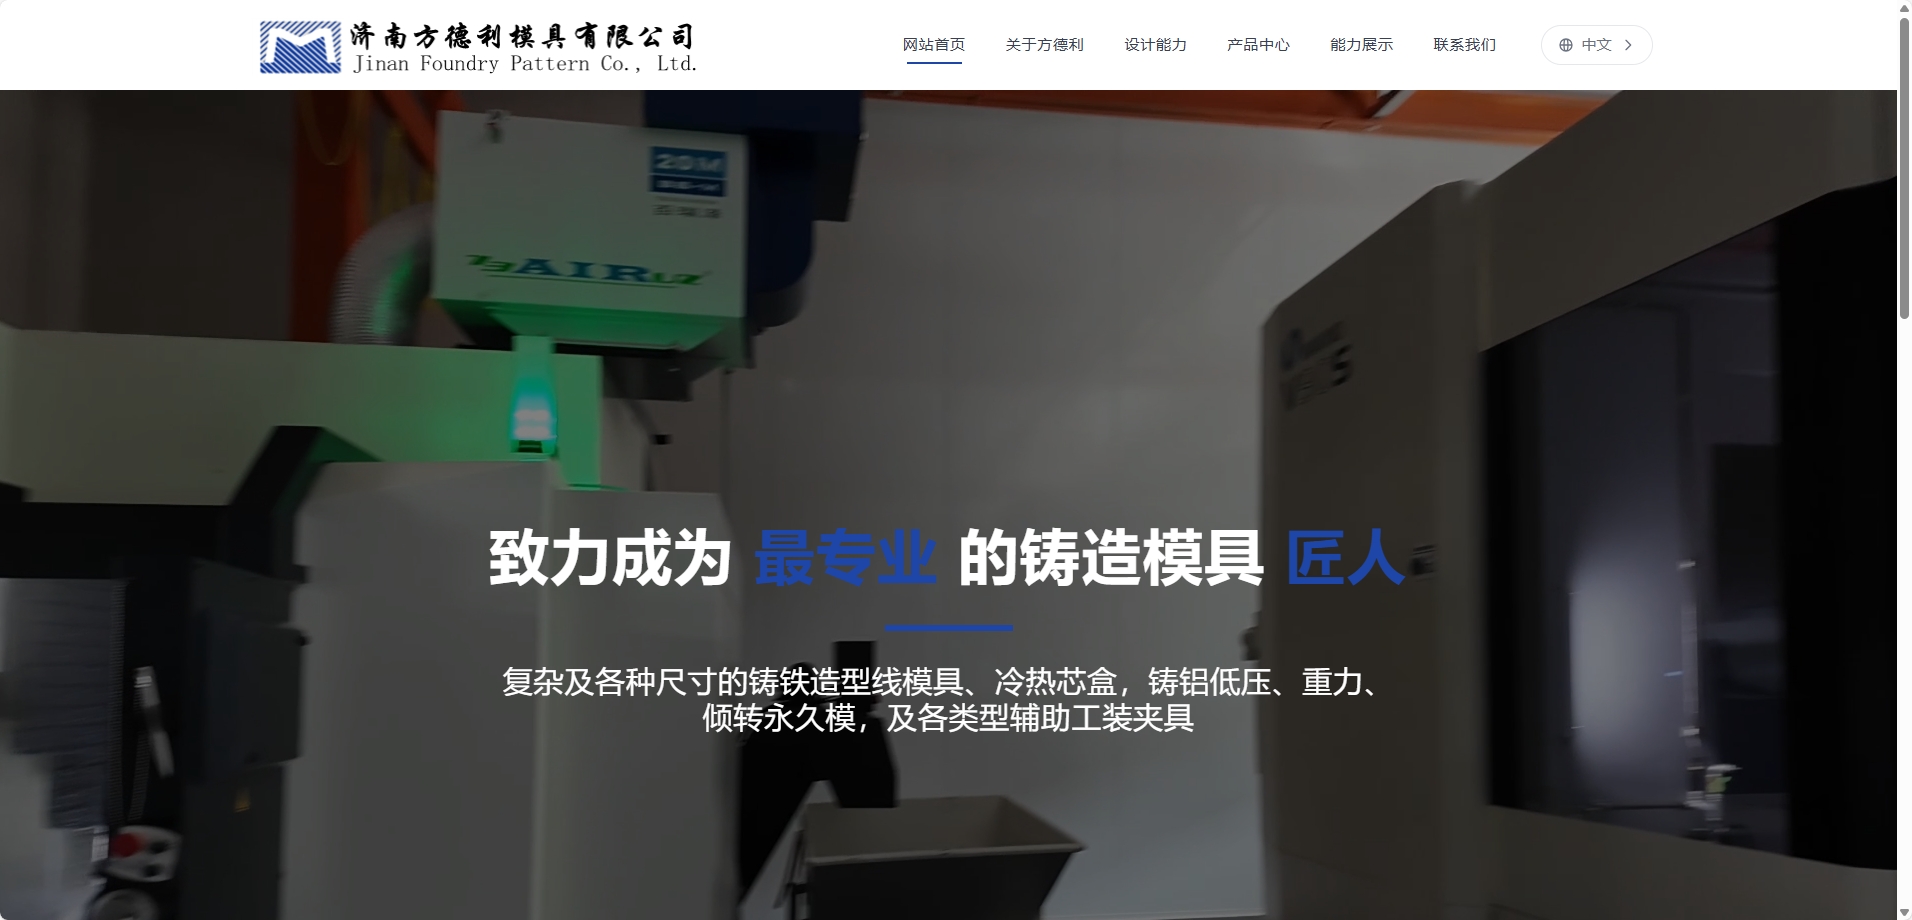 济南方德利模具有限公司
Jinan Foundry Pattern Co., Ltd.
网站首页 关于方德利 设计能力 产品中心 能力展示 联系我们 中文
20M
AIR
致力成为 最专业 的铸造模具 匠人
复杂及各种尺寸的铸铁造型线模具、冷热芯盒，铸铝低压、重力、
倾转永久模，及各类型辅助工装夹具